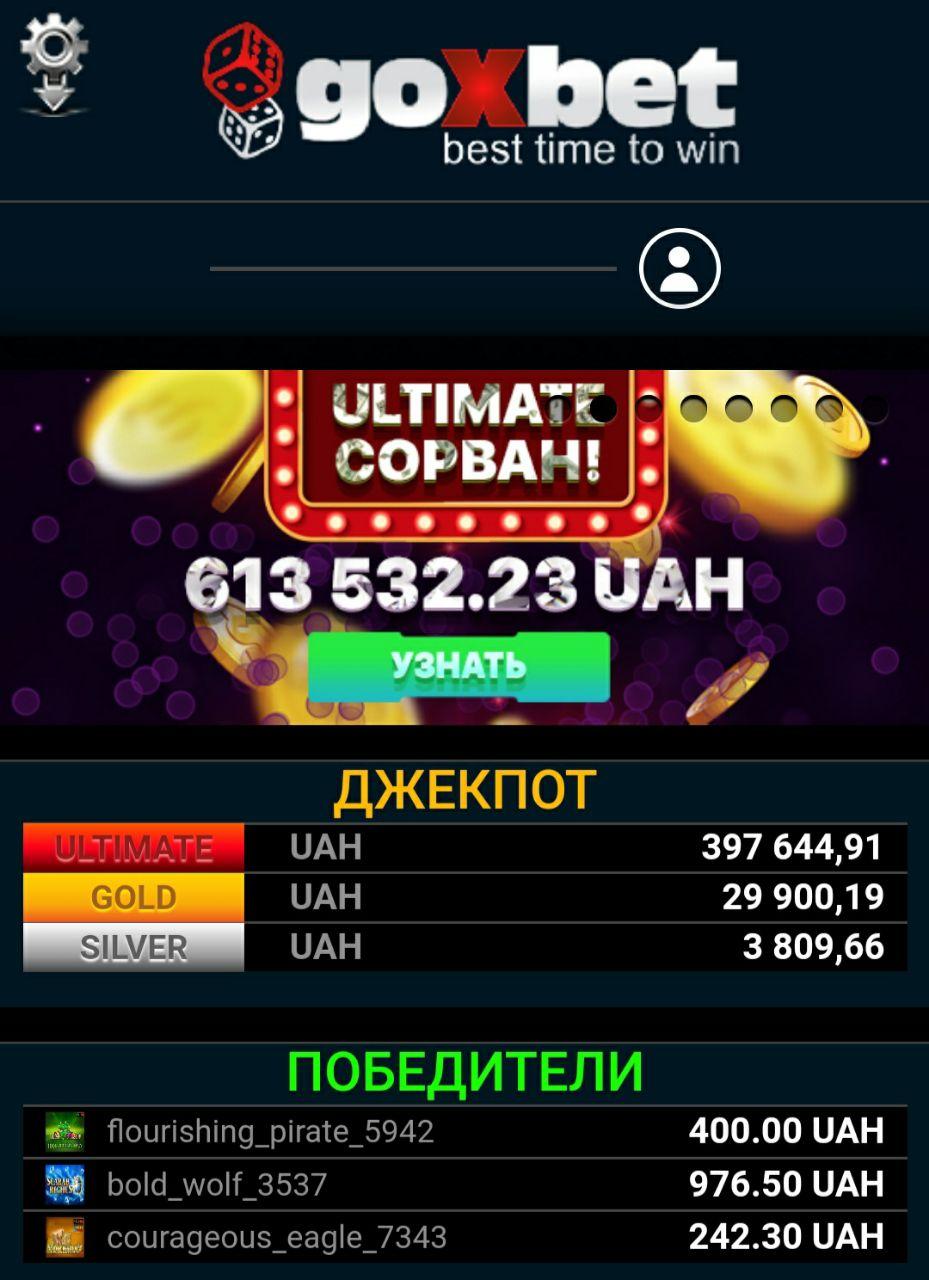 goxbet
best time to win
ULTIMATE
СОРВАН!
613 532.23 UAH
УЗНАТЬ
ДЖЕКПОТ
ULTIMATE UAH 397 644,91
GOLD UAH 29 900,19
SILVER UAH 3 809,66
ПОБЕДИТЕЛИ
flourishing_pirate_5942 400.00 UAH
bold_wolf_3537 976.50 UAH
courageous_eagle_7343 242.30 UAH